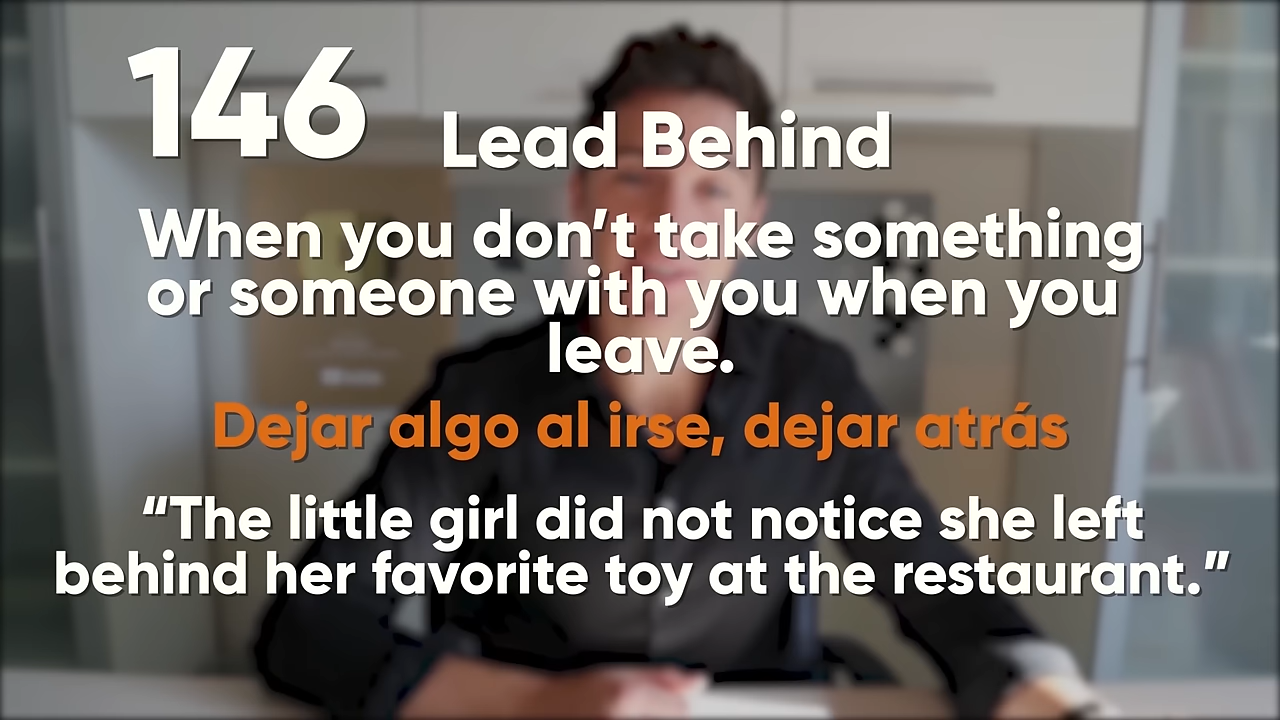 146
Lead Behind
When you don't take something
or someone with you when you
leave.
Dejar algo al irse, dejar atrás
“The little girl did not notice she left
behind her favorite toy at the restaurant.”